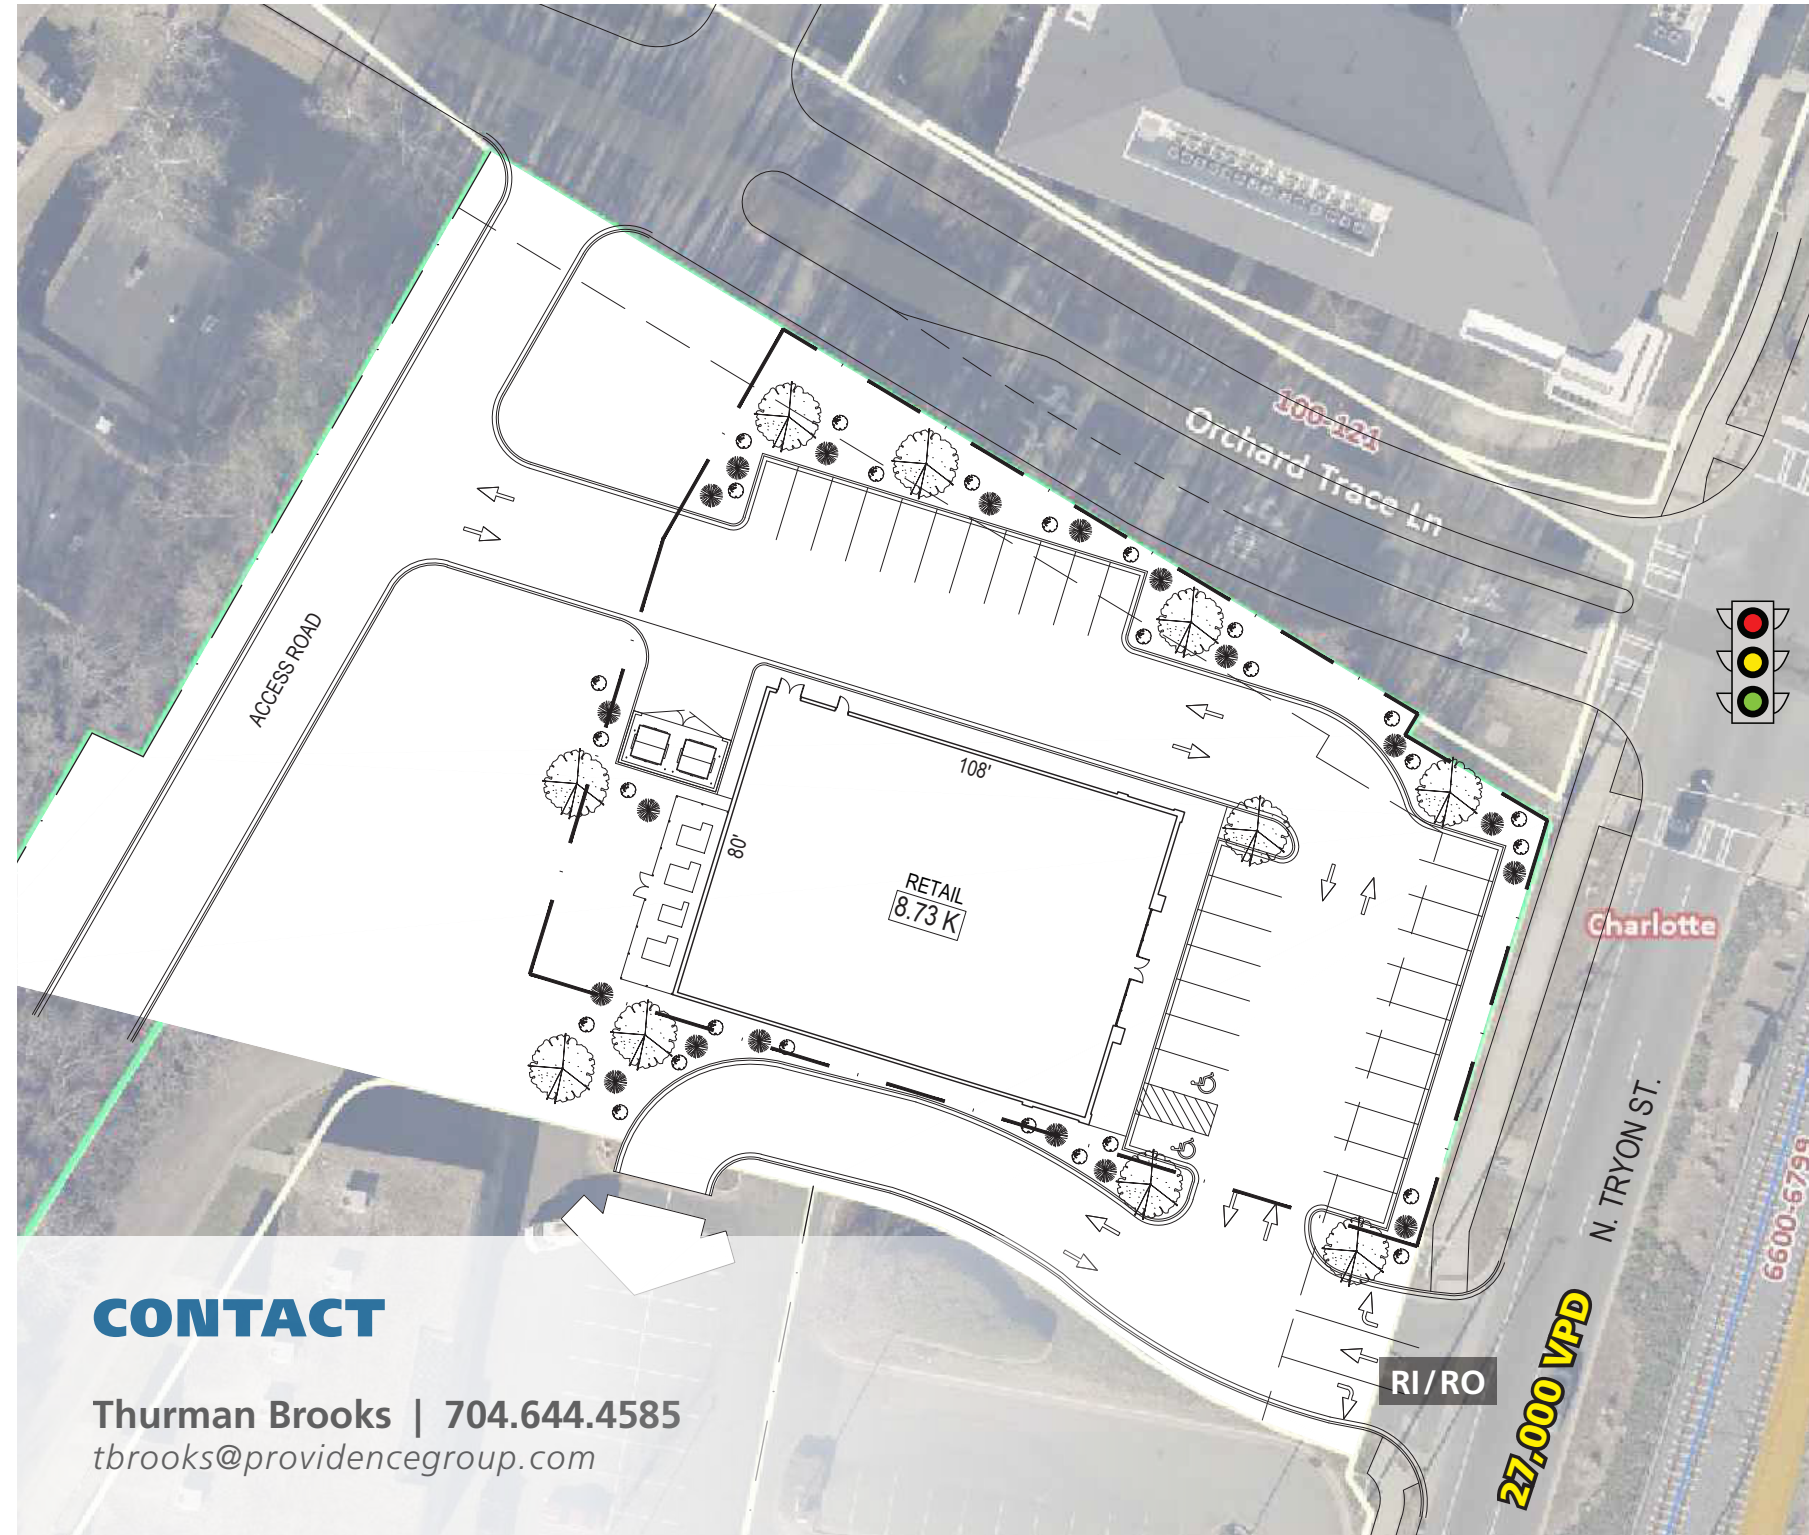 100-121
Orchard Trace Ln
ACCESS ROAD
108'
80'
RETAIL
8.73 K
Charlotte
N. TRYON ST.
6600-6799
27,0000 VPD
RI/RO
CONTACT
Thurman Brooks | 704.644.4585
tbrooks@providencegroup.com